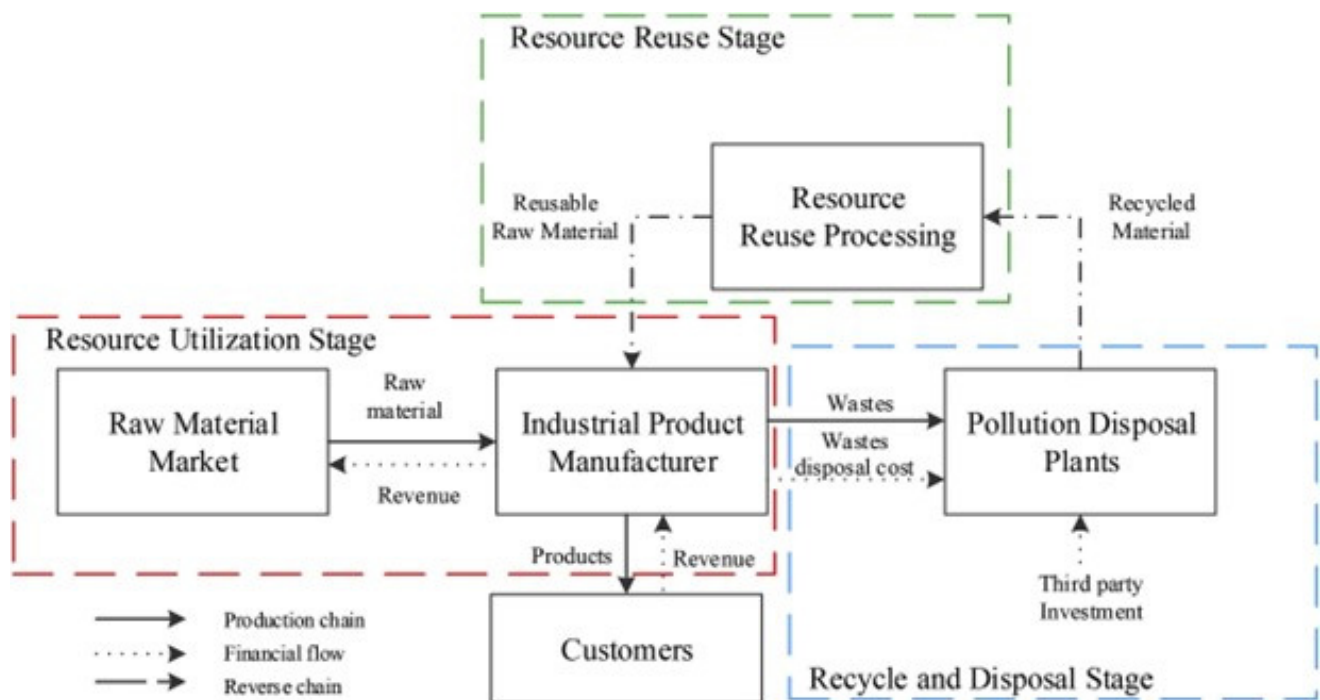 Resource Reuse Stage
Reusable
Raw Material
Resource
Reuse Processing
Recycled
Material
Resource Utilization Stage
Raw Material
Market
Raw
material
Revenue
Industrial Product
Manufacturer
Wastes
Wastes
disposal cost
Pollution Disposal
Plants
Products
Revenue
Third party
Investment
Customers
Recycle and Disposal Stage
Production chain
Financial flow
Reverse chain